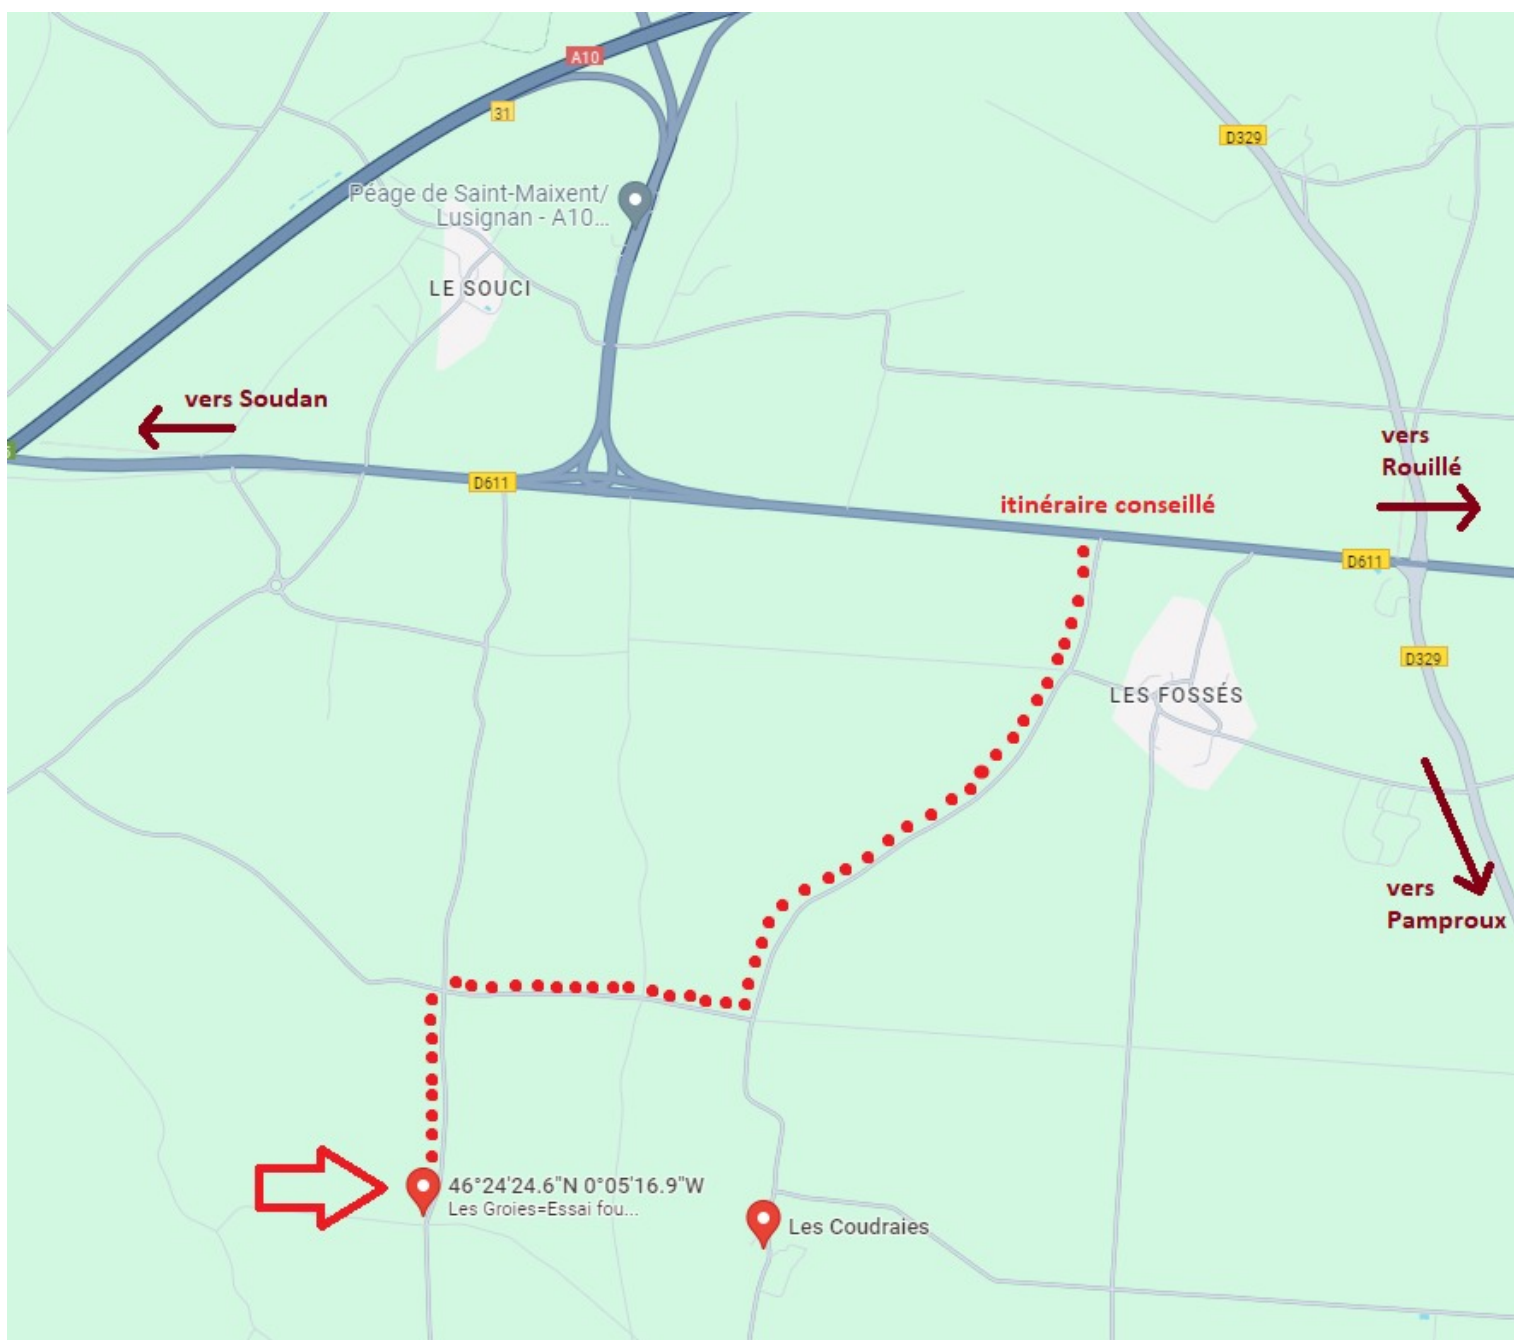 A10
31
D329
Péage de Saint-Maixent/
Lusignan - A10...
LE SOUCI
vers Soudan
vers
Rouillé
D611
itinéraire conseillé
D611
D329
LES FOSSÉS
vers
Pamproux
46°24'24.6"N 0°05'16.9"W
Les Groies=Essai fou...
Les Coudraies